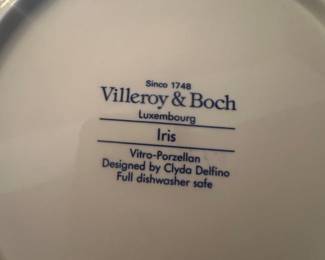 Since 1748
Villeroy & Boch
Luxembourg
Iris
Vitro-Porzellan
Designed by Clyda Delfino
Full dishwasher safe